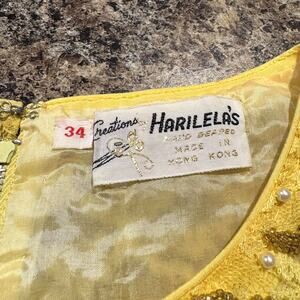 34
Creations
HARILELA'S
HAND BEADED
MADE IN
HONG KONG